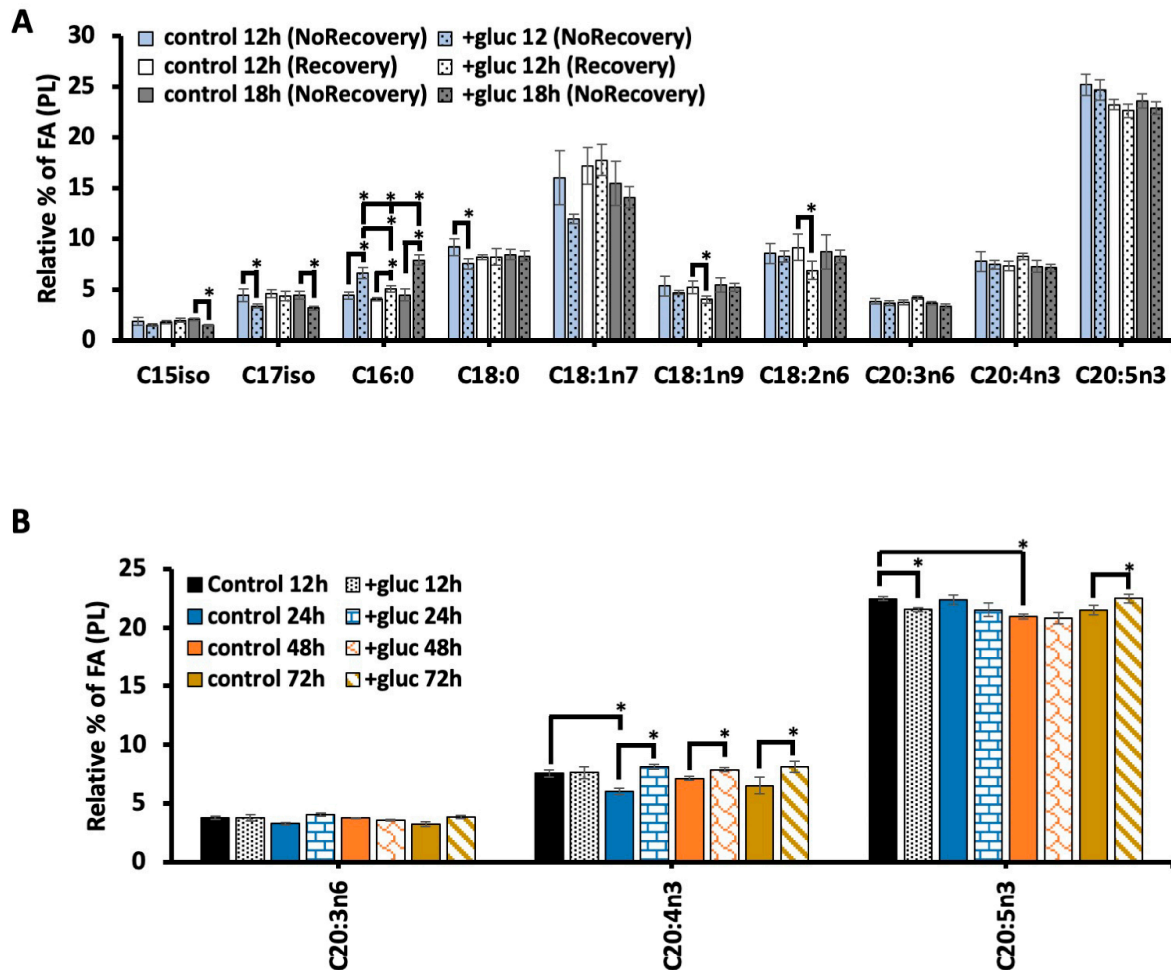 A
Relative % of FA (PL)
30
25
20
15
10
5
0
control 12h (NoRecovery) +gluc 12 (NoRecovery)
control 12h (Recovery) +gluc 12h (Recovery)
control 18h (NoRecovery) +gluc 18h (NoRecovery)
* * * * * * * * * * * *
C15iso C17iso C16:0 C18:0 C18:1n7 C18:1n9 C18:2n6 C20:3n6 C20:4n3 C20:5n3
B
Relative % of FA (PL)
25
20
15
10
5
0
Control 12h +gluc 12h
control 24h +gluc 24h
control 48h +gluc 48h
control 72h +gluc 72h
* * * * * * *
C20:3n6
C20:4n3
C20:5n3